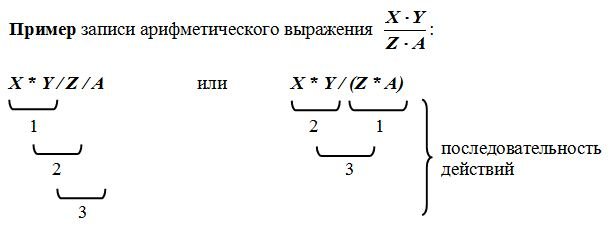 Пример записи арифметического выражения X · Y / Z · A :
X * Y / Z / A или X * Y / (Z * A)
1 2 1
2 3
3
последовательность
действий